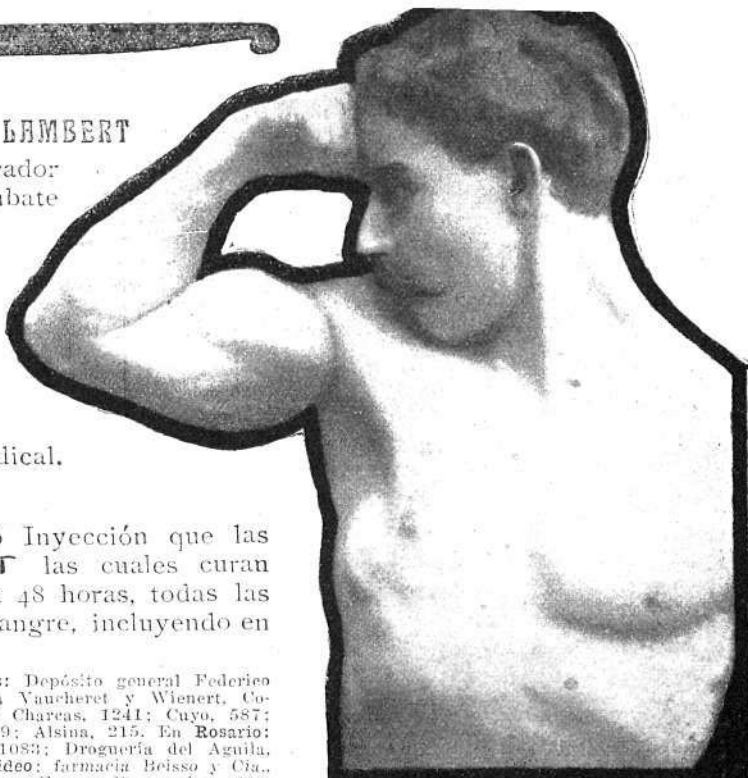 LAMBERT
rador
bate
dical.
Inyección que las
las cuales curan
48 horas, todas las
angre, incluyendo en
Depósito general Federico
Vaucheret y Wienert, Co-
Charcas, 1241; Cuyo, 587;
9; Alsina, 215. En Rosario:
1083; Droguería del Aguila,
ideo: farmacia Beisso y Cía.,